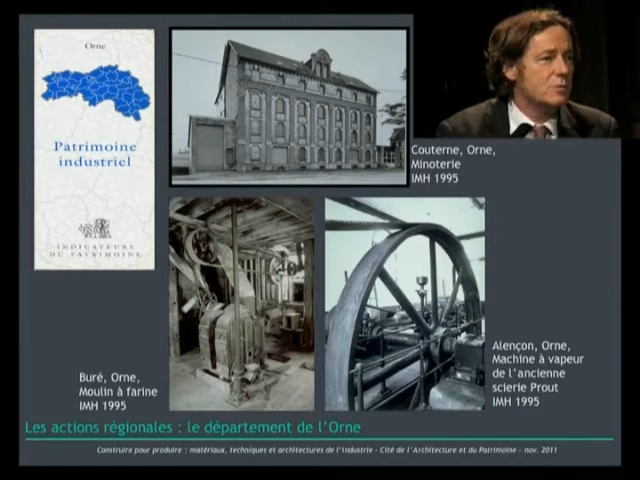 Orne
Patrimoine
industriel
INDICATEURS
DU PATRIMOINE
Couterne, Orne,
Minoterie
IMH 1995
Buré, Orne,
Moulin à farine
IMH 1995
Alençon, Orne,
Machine à vapeur
de l'ancienne
scierie Prout
IMH 1995
Les actions régionales : le département de l'Orne
Construire pour produire : matériaux, techniques et architectures de l'industrie - Cité de l'Architecture et du Patrimoine - nov. 2011